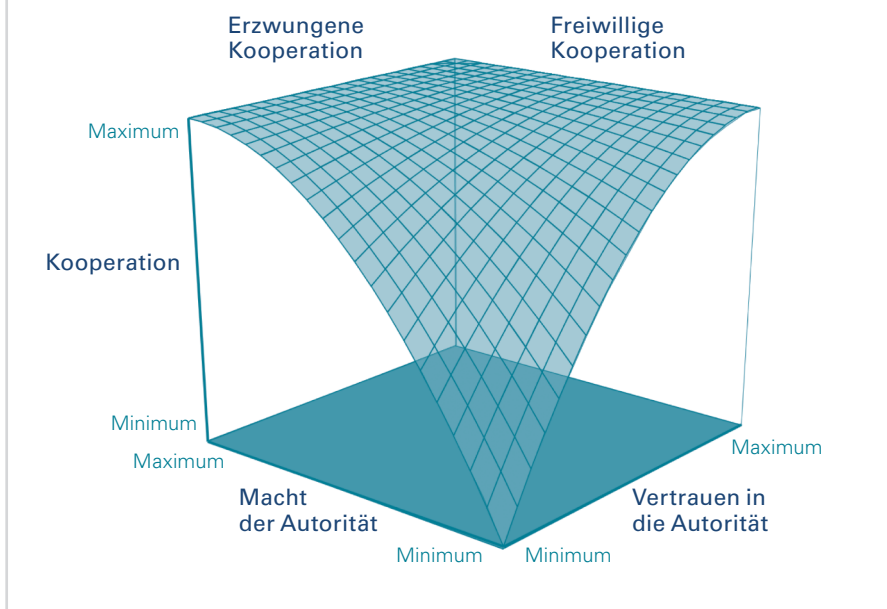 Erzwungene
Kooperation
Freiwillige
Kooperation
Maximum
Kooperation
Minimum
Maximum
Macht
der Autorität
Minimum
Minimum
Vertrauen in
die Autorität
Maximum